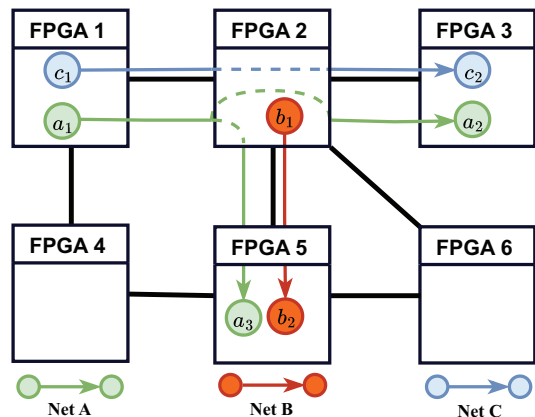 FPGA 1
FPGA 2
FPGA 3
c₁
c₂
a₁
b₁
a₂
FPGA 4
FPGA 5
FPGA 6
a₃
b₂
Net A
Net B
Net C